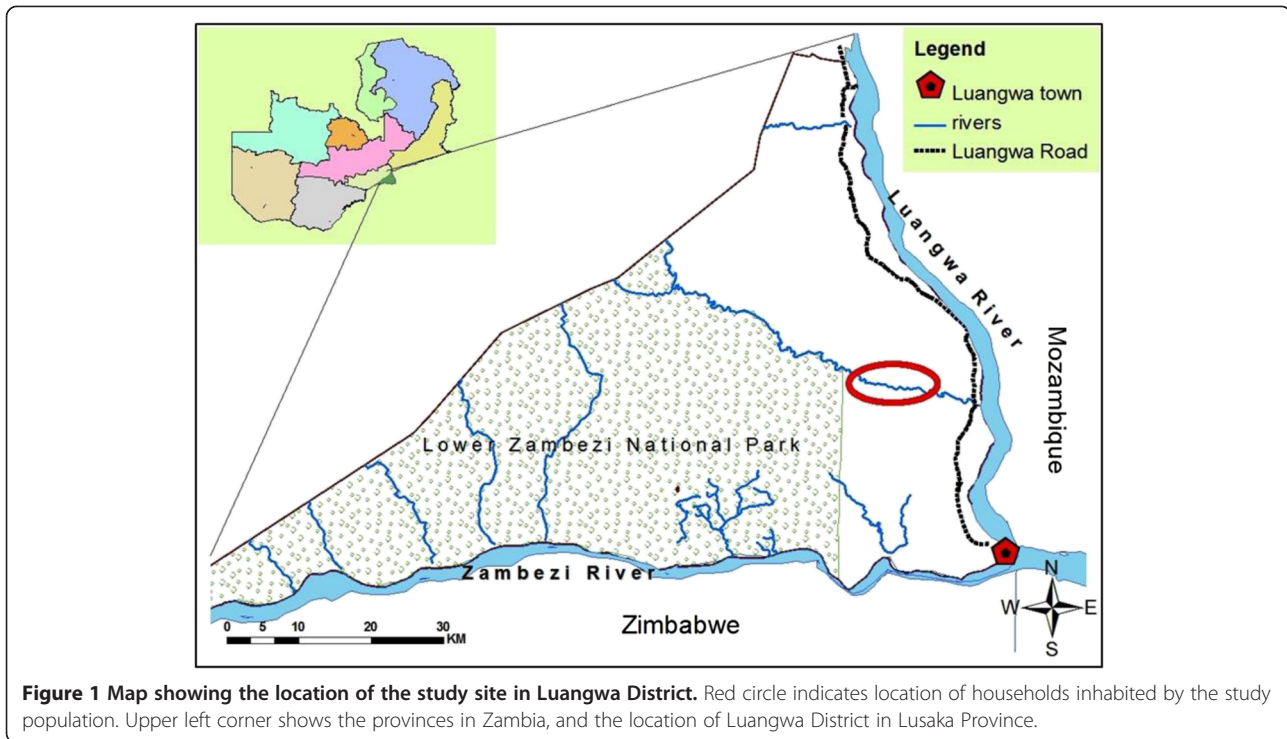 Legend
Luangwa town
rivers
Luangwa Road
Luangwa River
Mozambique
Lower Zambezi National Park
Zambezi River
Zimbabwe
N
W E
S
0 5 10 20 30
KM
Figure 1 Map showing the location of the study site in Luangwa District. Red circle indicates location of households inhabited by the study
population. Upper left corner shows the provinces in Zambia, and the location of Luangwa District in Lusaka Province.